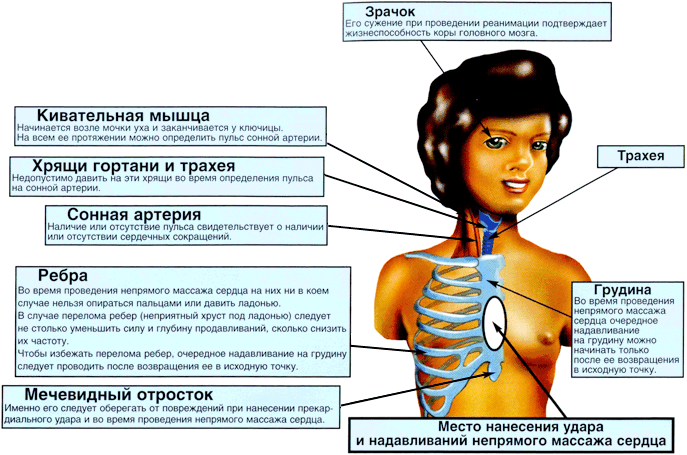 Зрачок
Его сужение при проведении реанимации подтверждает
жизнеспособность коры головного мозга.
Кивательная мышца
Начинается возле мочки уха и заканчивается у ключицы.
На всем ее протяжении можно определить пульс сонной артерии.
Хрящи гортани и трахея
Недопустимо давить на эти хрящи во время определения пульса
на сонной артерии.
Трахея
Сонная артерия
Наличие или отсутствие пульса свидетельствует о наличии
или отсутствии сердечных сокращений.
Ребра
Во время проведения непрямого массажа сердца на них ни в коем
случае нельзя опираться пальцами или давить ладонью.
В случае перелома ребер (неприятный хруст под ладонью) следует
не столько уменьшить силу и глубину продавливаний, сколько снизить
их частоту.
Чтобы избежать перелома ребер, очередное надавливание на грудину
следует проводить после возвращения ее в исходную точку.
Грудина
Во время проведения
непрямого массажа
сердца очередное
надавливание
на грудину можно
начинать только
после ее возвращения
в исходную точку.
Мечевидный отросток
Именно его следует оберегать от повреждений при нанесении прекар-
диального удара и во время проведения непрямого массажа сердца.
Место нанесения удара
и надавливаний непрямого массажа сердца